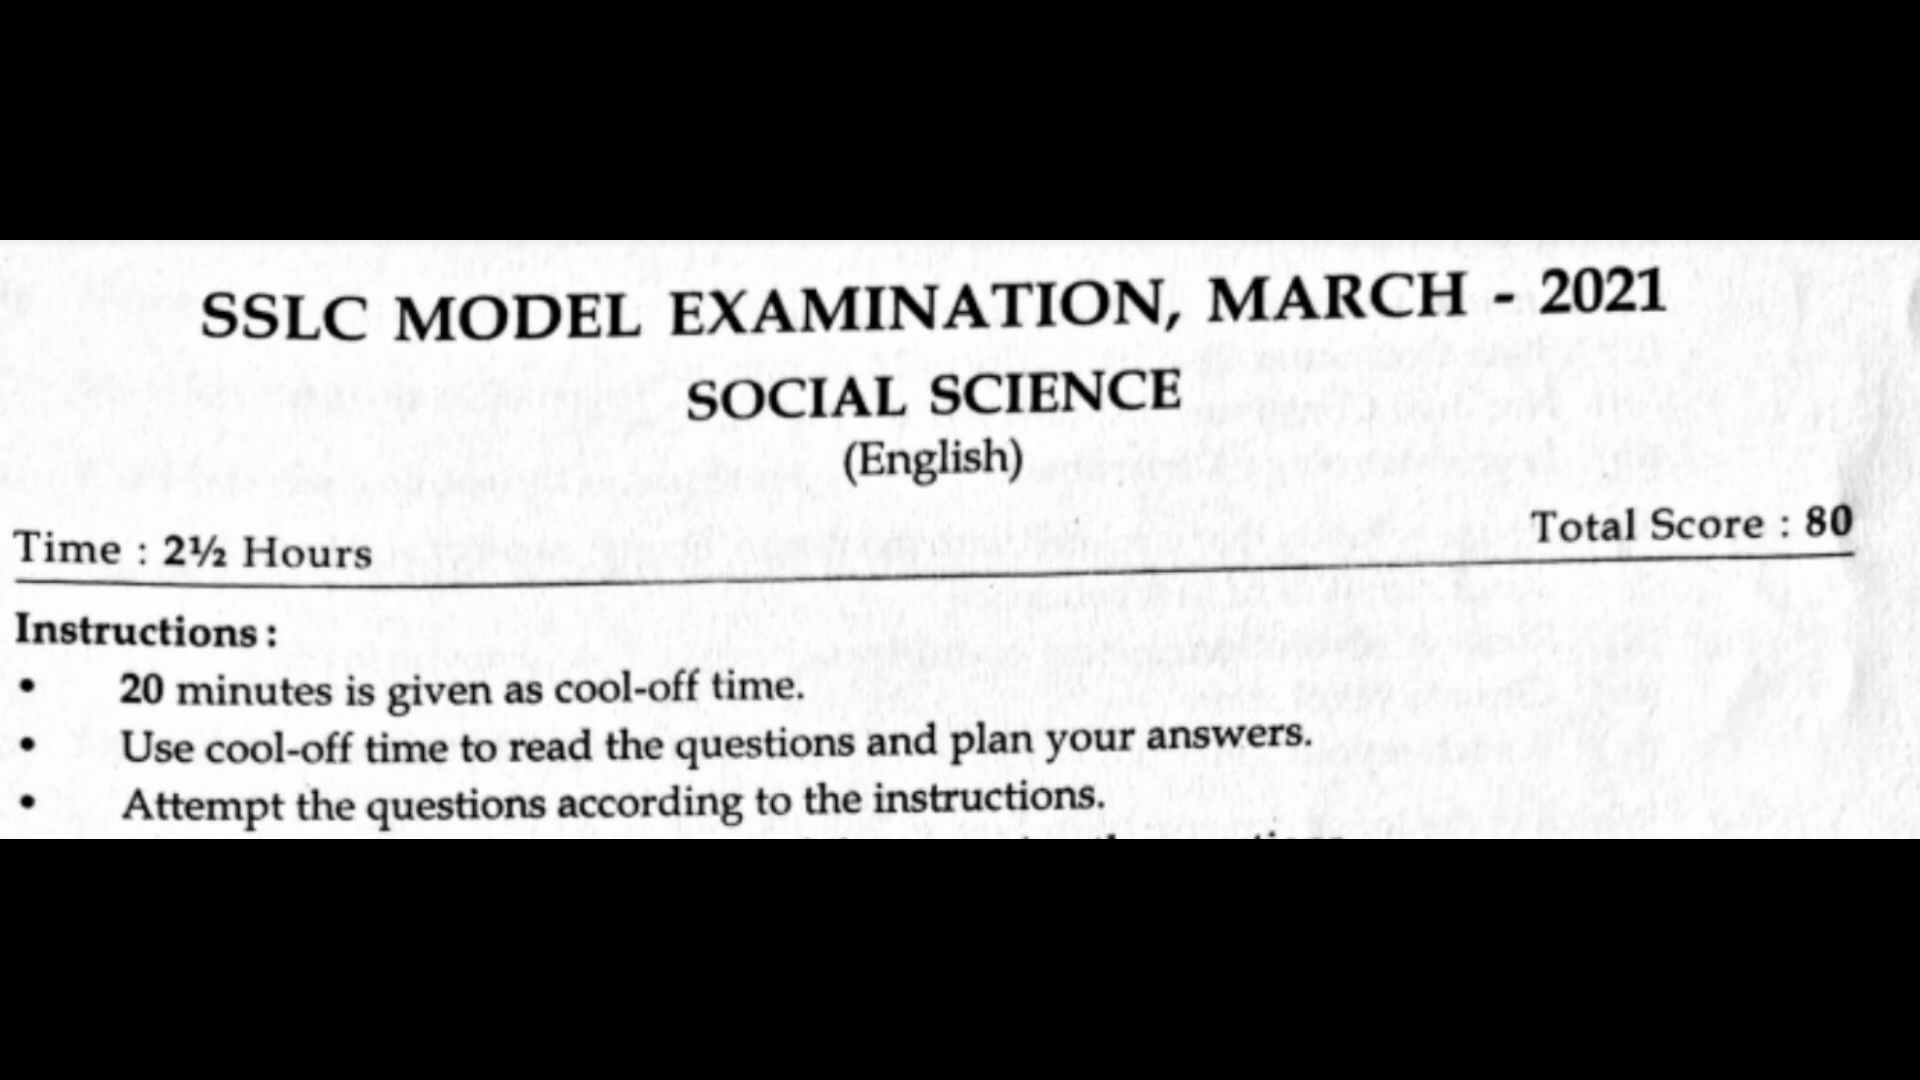 SSLC MODEL EXAMINATION, MARCH - 2021
SOCIAL SCIENCE
(English)
Time : 2½ Hours
Total Score : 80
Instructions :
• 20 minutes is given as cool-off time.
• Use cool-off time to read the questions and plan your answers.
• Attempt the questions according to the instructions.